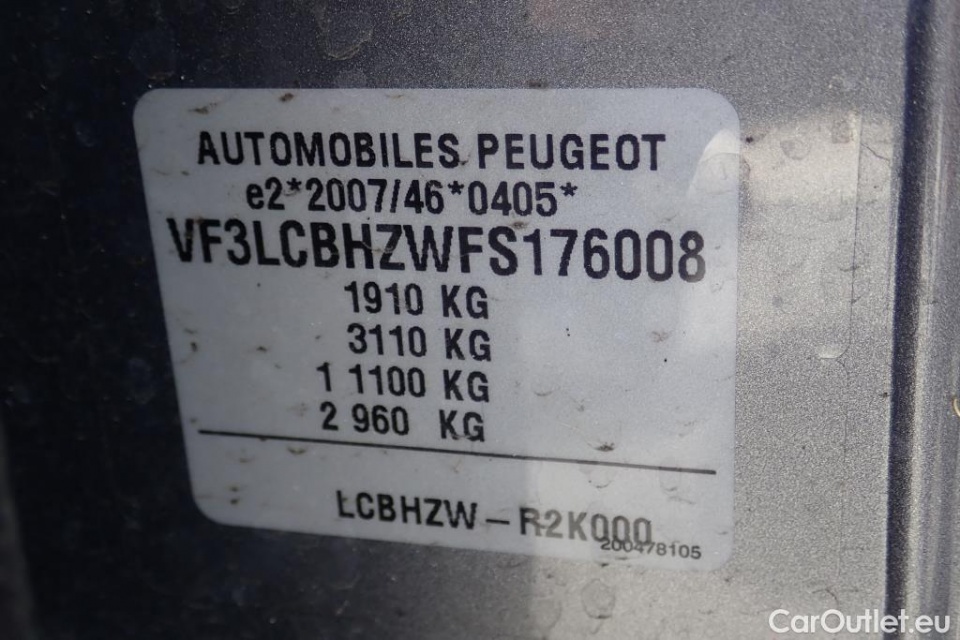 AUTOMOBILES PEUGEOT
e2*2007/46*0405*
VF3LCBHZWFS176008
1910 KG
3110 KG
1 1100 KG
2 960 KG
LCBHZW-R2K000
200478105
CarOutlet.eu